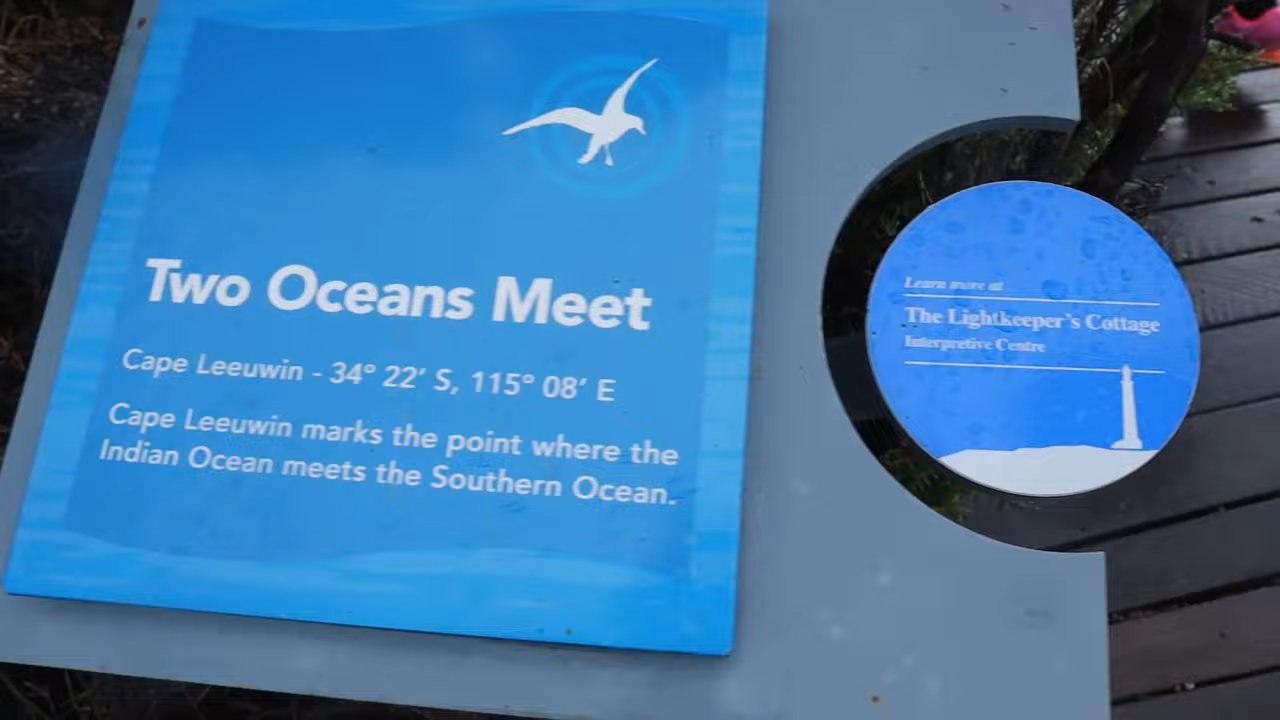 Two Oceans Meet
Cape Leeuwin - 34° 22′ S, 115° 08′ E
Cape Leeuwin marks the point where the
Indian Ocean meets the Southern Ocean.
Learn more at
The Lightkeeper's Cottage
Interpretive Centre